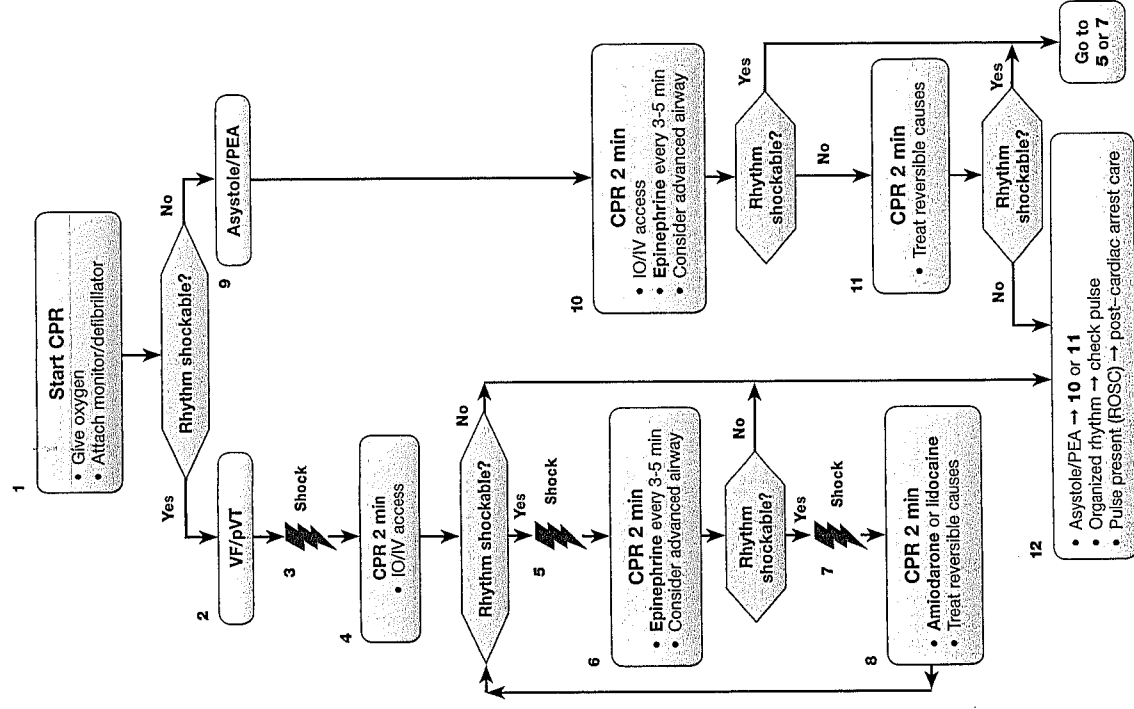 1
Start CPR
• Give oxygen
• Attach monitor/defibrillator
Rhythm shockable?
Yes
No
2
VF/pVT
9
Asystole/PEA
3
Shock
4
CPR 2 min
• IO/IV access
Rhythm shockable?
Yes
No
5
Shock
6
CPR 2 min
• Epinephrine every 3-5 min
• Consider advanced airway
Rhythm
shockable?
No
Yes
7
Shock
8
CPR 2 min
• Amiodarone or lidocaine
• Treat reversible causes
10
CPR 2 min
• IO/IV access
• Epinephrine every 3-5 min
• Consider advanced airway
Rhythm
shockable?
Yes
No
11
CPR 2 min
• Treat reversible causes
Rhythm
shockable?
No
Yes
12
• Asystole/PEA → 10 or 11
• Organized rhythm → check pulse
• Pulse present (ROSC) → post–cardiac arrest care
Go to
5 or 7